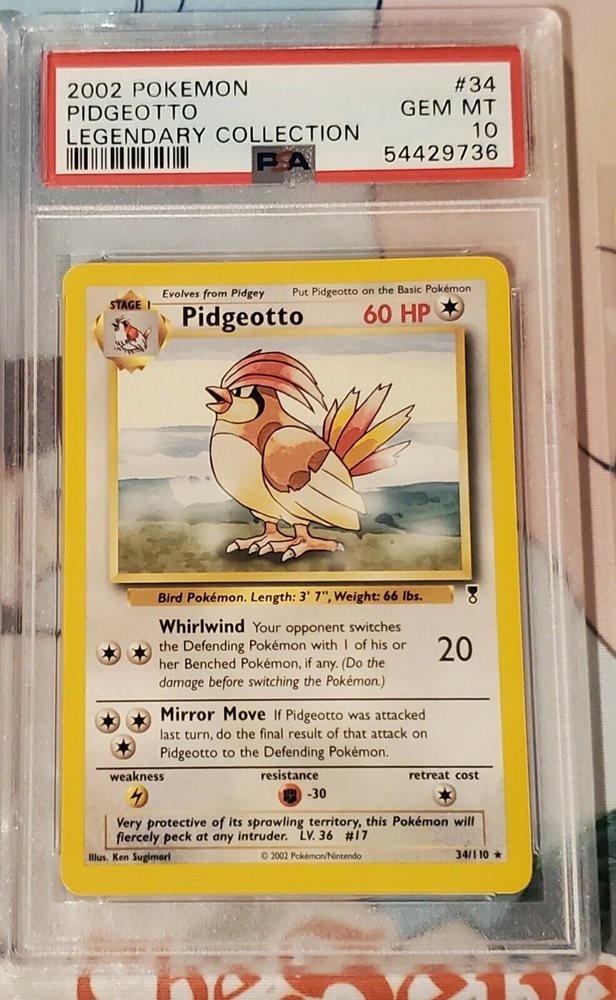 2002 POKEMON #34
PIDGEOTTO GEM MT
LEGENDARY COLLECTION 10
PSA 54429736
Evolves from Pidgey Put Pidgeotto on the Basic Pokémon
STAGE 1
Pidgeotto 60 HP
Bird Pokémon. Length: 3' 7", Weight: 66 lbs.
Whirlwind Your opponent switches
the Defending Pokémon with 1 of his or
her Benched Pokémon, if any. (Do the
damage before switching the Pokémon.)
20
Mirror Move If Pidgeotto was attacked
last turn, do the final result of that attack on
Pidgeotto to the Defending Pokémon.
weakness resistance retreat cost
-30
Very protective of its sprawling territory, this Pokémon will
fiercely peck at any intruder. LV. 36 #17
Illus. Ken Sugimori © 2002 Pokémon/Nintendo 34/110 ★
The